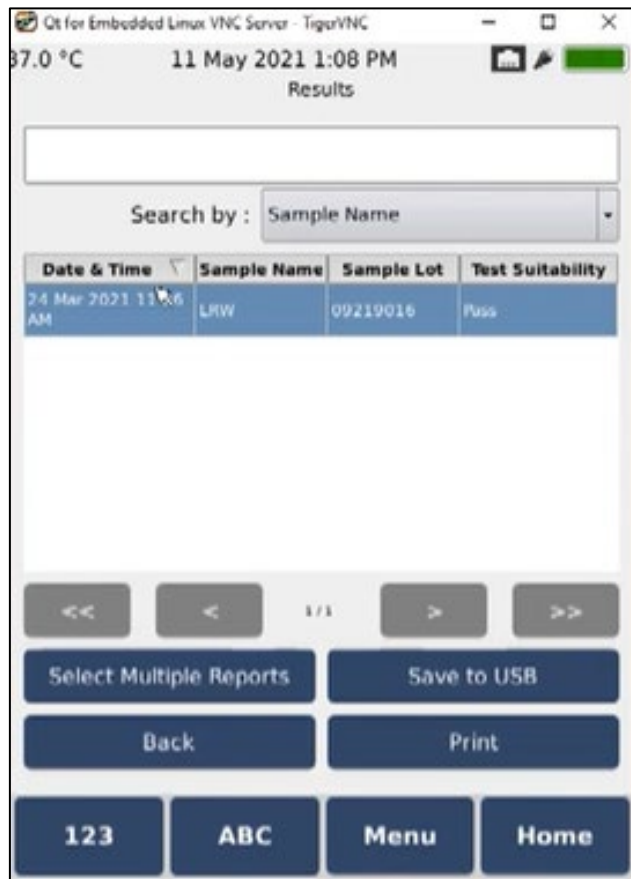 Qt for Embedded Linux VNC Server - TigerVNC
37.0 °C 11 May 2021 1:08 PM
Results
Search by : Sample Name
Date & Time Sample Name Sample Lot Test Suitability
24 Mar 2021 LRW 09219016 Pass
AM
<< < 1/1 > >>
Select Multiple Reports Save to USB
Back Print
123 ABC Menu Home